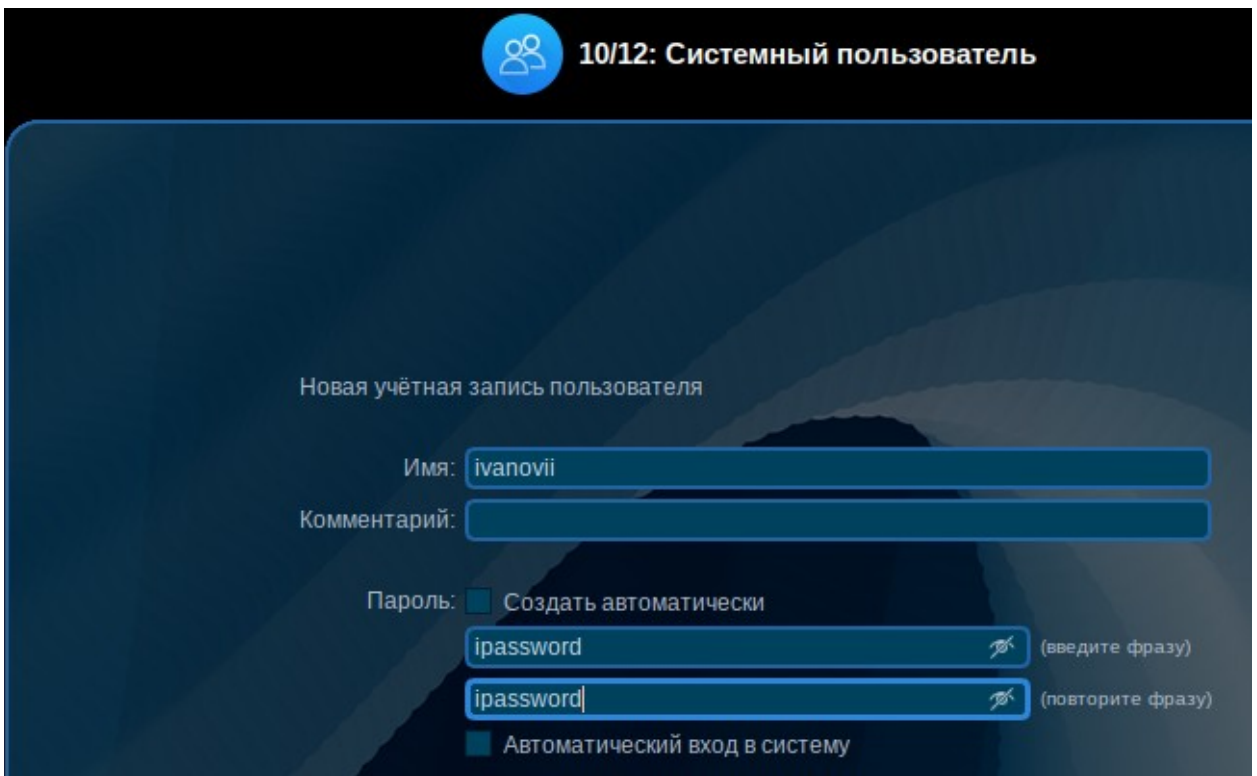 10/12: Системный пользователь
Новая учётная запись пользователя
Имя: ivanovii
Комментарий:
Пароль: Создать автоматически
ipassword (введите фразу)
ipassword (повторите фразу)
Автоматический вход в систему